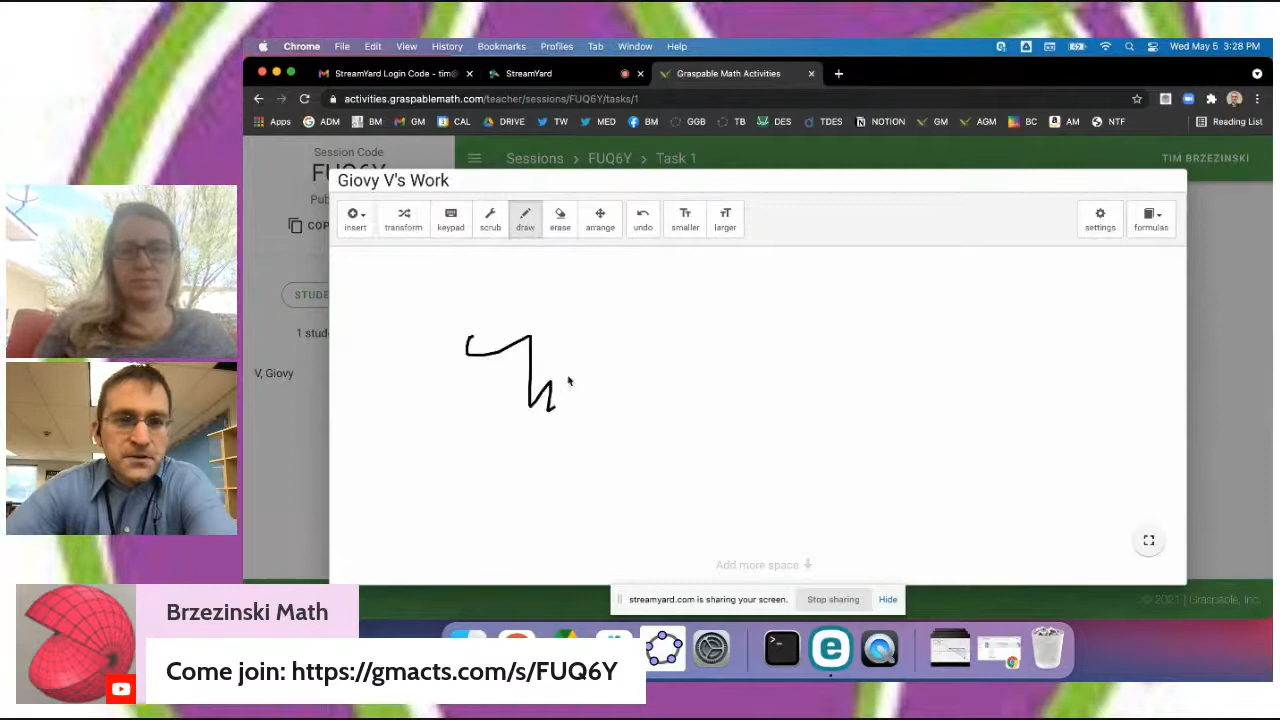 Chrome File Edit View History Bookmarks Profiles Tab Window Help
Wed May 5 3:28 PM
StreamYard Login Code - tim@
StreamYard
Graspable Math Activities
activities.graspablemath.com/teacher/sessions/FUQ6Y/tasks/1
Apps ADM BM GM CAL DRIVE TW MED BM GGB TB DES TDES NOTION GM AGM BC AM NTF Reading List
Session Code
Sessions > FUQ6Y > Task 1
TIM BRZEZINSKI
FUQ6Y
Giovy V's Work
Pu
COP
insert transform keypad scrub draw erase arrange undo smaller larger settings formulas
STUDE
1 stud
V, Giovy
Add more space
© 2021 | Graspable, Inc.
streamyard.com is sharing your screen. Stop sharing Hide
Brzezinski Math
Come join: https://gmacts.com/s/FUQ6Y